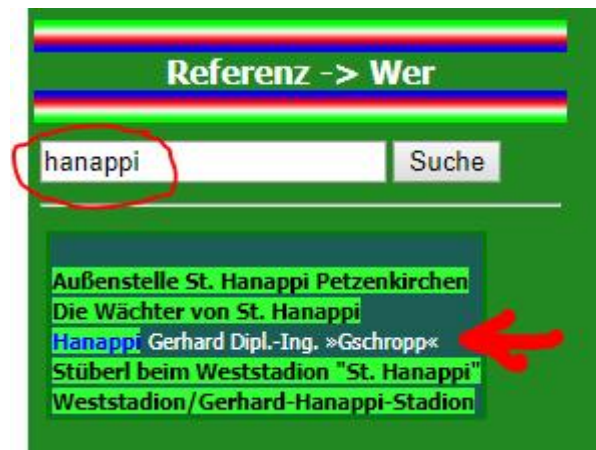 Referenz -> Wer
hanappi Suche
Außenstelle St. Hanappi Petzenkirchen
Die Wächter von St. Hanappi
Hanappi Gerhard Dipl.-Ing. »Gschropp«
Stüberl beim Weststadion "St. Hanappi"
Weststadion/Gerhard-Hanappi-Stadion